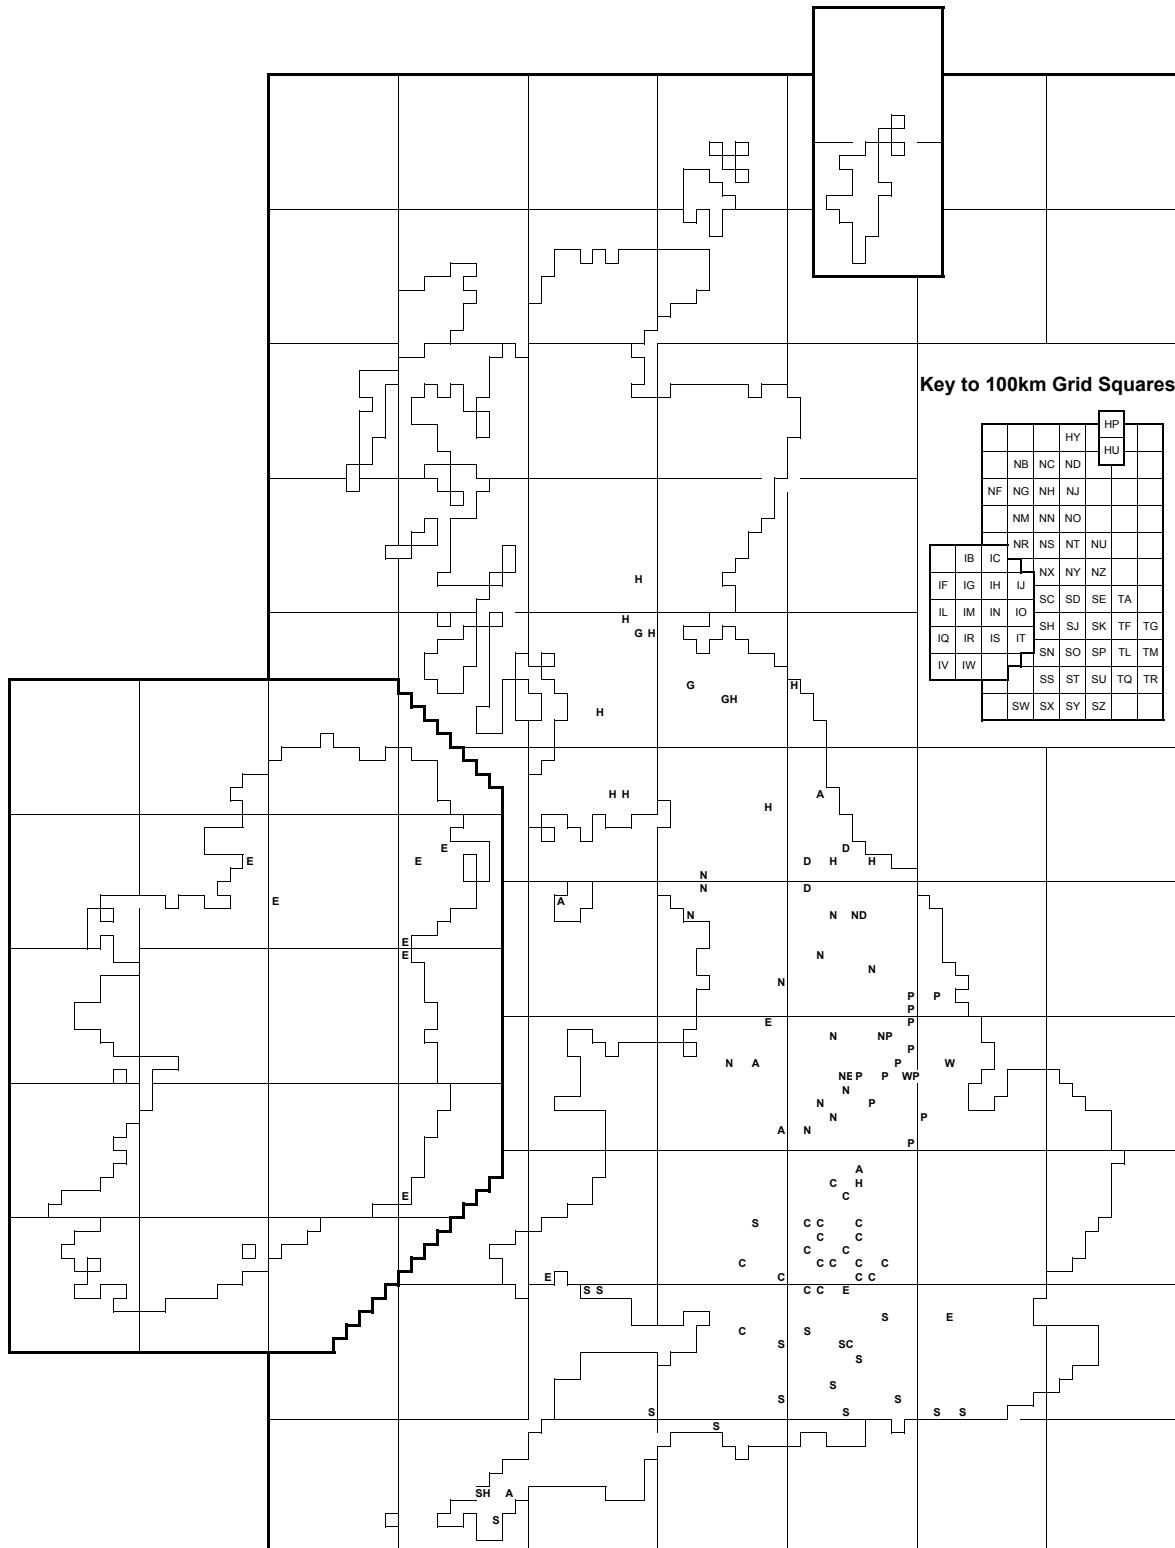 Key to 100km Grid Squares
HP
HY
HU
NB NC ND
NF NG NH NJ
NM NN NO
NR NS NT NU
IB IC
NX NY NZ
IF IG IH IJ
SC SD SE TA
IL IM IN IO
SH SJ SK TF TG
IQ IR IS IT
SN SO SP TL TM
IV IW
SS ST SU TQ TR
SW SX SY SZ
H
H
G H
G H
GH
H
H H A
H
E D
E E D H H
N
N D
E A
N N ND
E
E N
N
N
P P
P
E P
N NP
P
N A P W
NE P P WP
N
N P
N P
A N
P
A
C H
E C
S C C C
C C
C C
C C C C C
E C C C
S S C C E
S E
C S
S SC
S
S
S S
S S S S
S
SH A
S